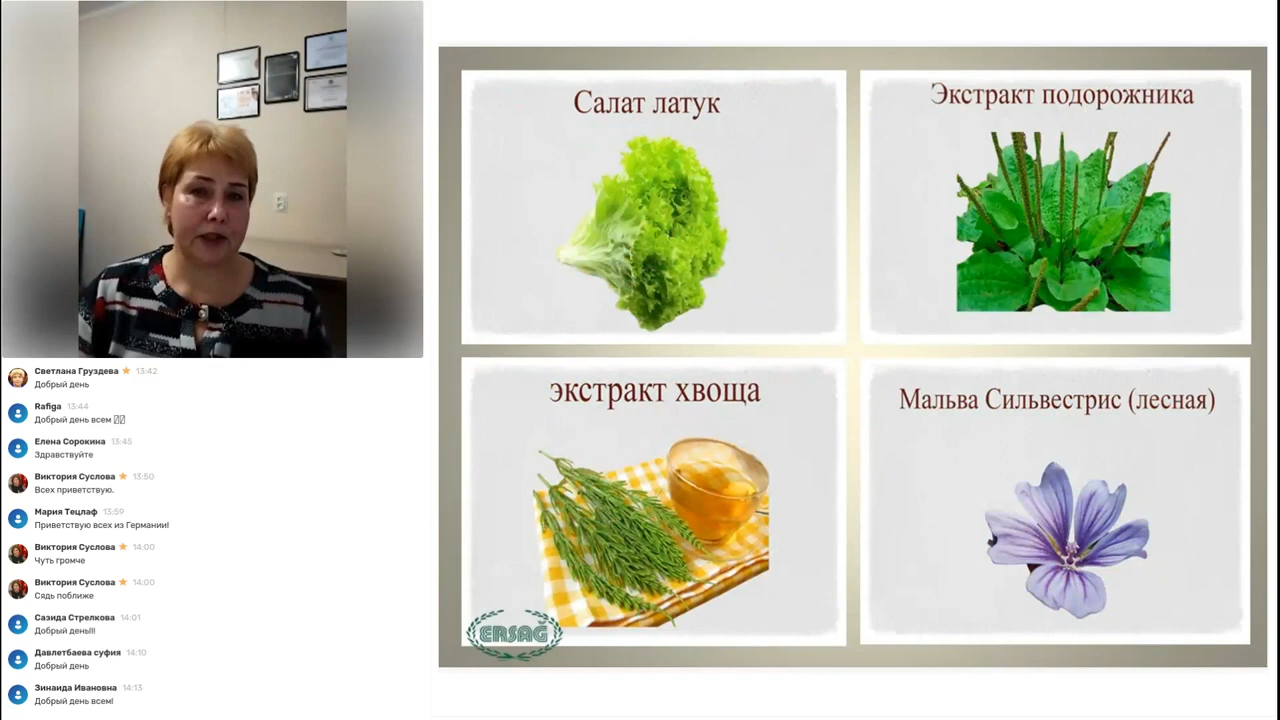 Салат латук
Экстракт подорожника
экстракт хвоща
Мальва Сильвестрис (лесная)
ERSAĞ
Светлана Груздева 13:42
Добрый день
Rafiga 13:44
Добрый день всем
Елена Сорокина 13:45
Здравствуйте
Виктория Суслова 13:50
Всех приветствую.
Мария Тецлаф 13:59
Приветствую всех из Германии!
Виктория Суслова 14:00
Чуть громче
Виктория Суслова 14:00
Сядь поближе
Сазида Стрелкова 14:01
Добрый день!!!
Давлетбаева суфия 14:10
Добрый день
Зинаида Ивановна 14:13
Добрый день всем!